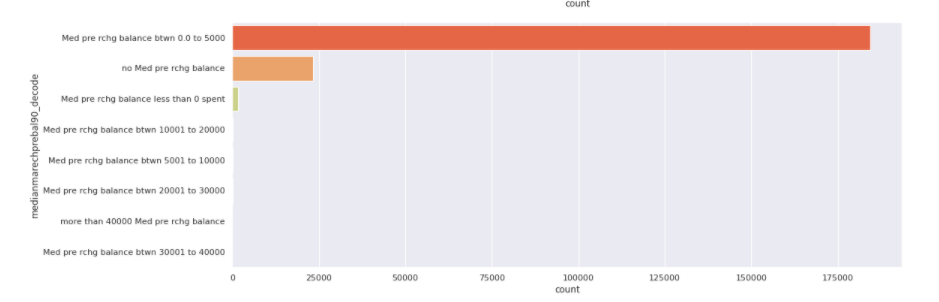 count
Med pre rchg balance btwn 0.0 to 5000
no Med pre rchg balance
Med pre rchg balance less than 0 spent
Med pre rchg balance btwn 10001 to 20000
Med pre rchg balance btwn 5001 to 10000
Med pre rchg balance btwn 20001 to 30000
more than 40000 Med pre rchg balance
Med pre rchg balance btwn 30001 to 40000
medianmarechprebal90_decode
0 25000 50000 75000 100000 125000 150000 175000
count